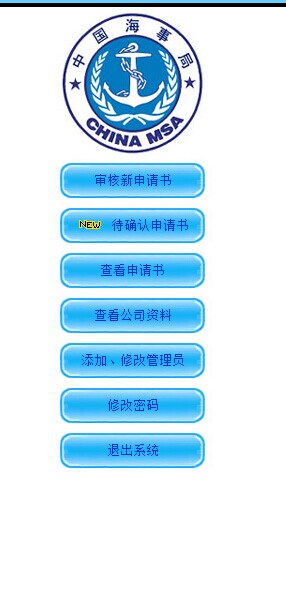 中国海事局
CHINA MSA
审核新申请书
NEW 待确认申请书
查看申请书
查看公司资料
添加、修改管理员
修改密码
退出系统